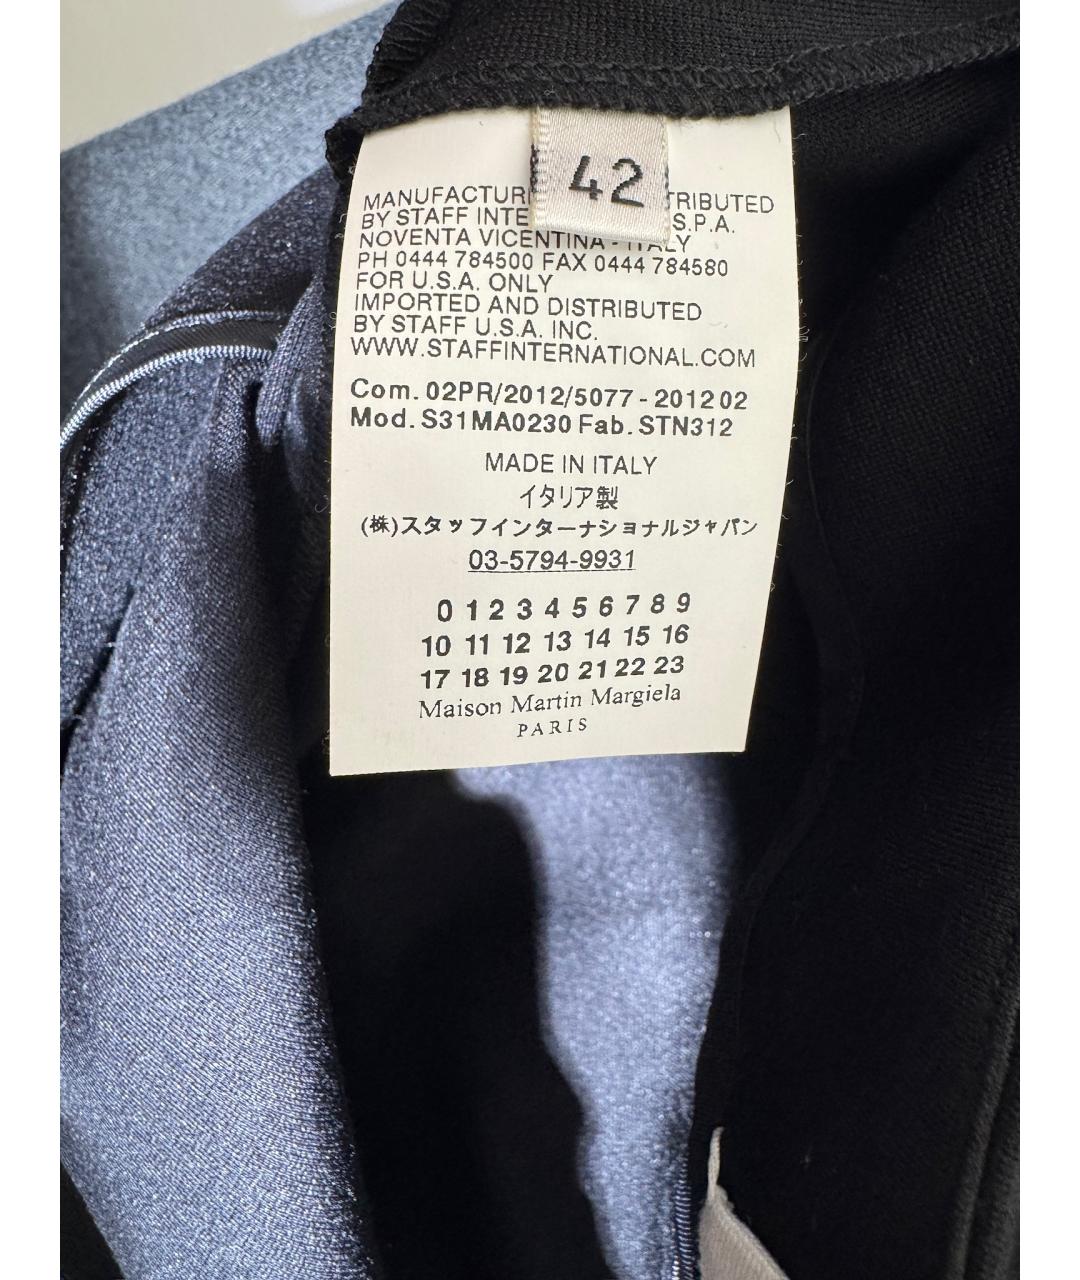 42
MANUFACTUR TRIBUTED
BY STAFF INTE S.P.A.
NOVENTA VICENTINA - ITALY
PH 0444 784500 FAX 0444 784580
FOR U.S.A. ONLY
IMPORTED AND DISTRIBUTED
BY STAFF U.S.A. INC.
WWW.STAFFINTERNATIONAL.COM
Com. 02PR/2012/5077 - 2012 02
Mod. S31MA0230 Fab. STN312
MADE IN ITALY
イタリア製
(株)スタッフインターナショナルジャパン
03-5794-9931
0 1 2 3 4 5 6 7 8 9
10 11 12 13 14 15 16
17 18 19 20 21 22 23
Maison Martin Margiela
PARIS